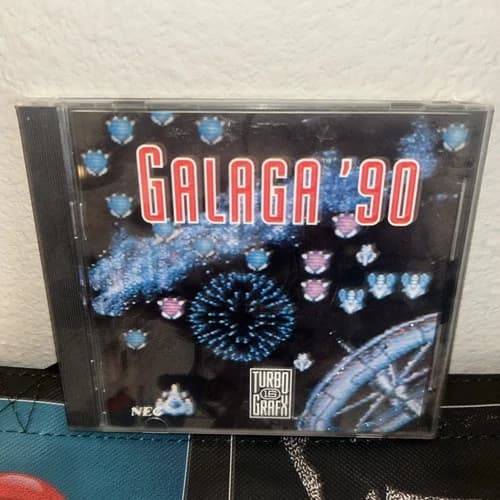 GALAGA '90
TURBO
16
GRAFX
NEC